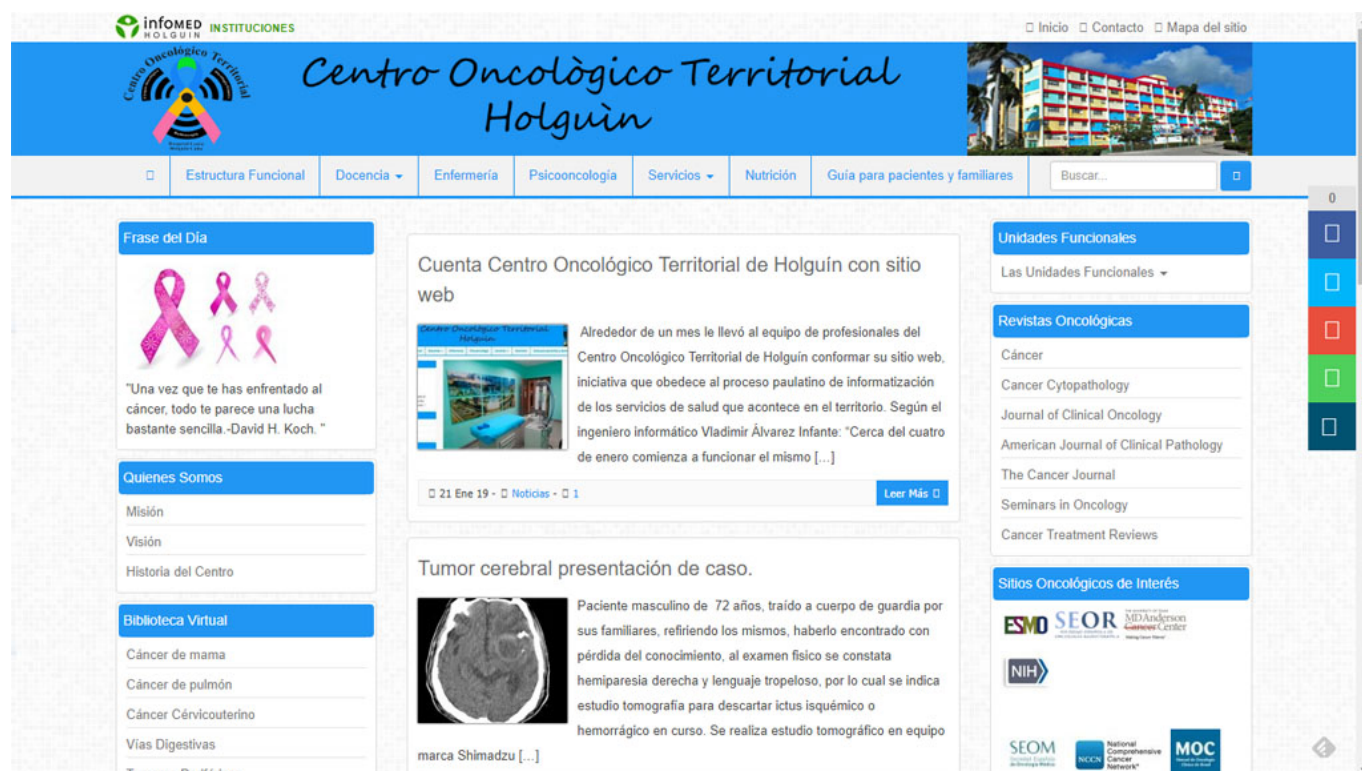 infOMED INSTITUCIONES
HOLGUIN
Inicio Contacto Mapa del sitio
Centro Oncológico Territorial
Centro Oncològico Territorial
Holguìn
Estructura Funcional Docencia Enfermería Psicooncología Servicios Nutrición Guía para pacientes y familiares Buscar...
0
Frase del Día
"Una vez que te has enfrentado al
cáncer, todo te parece una lucha
bastante sencilla.-David H. Koch. "
Quienes Somos
Misión
Visión
Historia del Centro
Biblioteca Virtual
Cáncer de mama
Cáncer de pulmón
Cáncer Cérvicouterino
Vías Digestivas
Cuenta Centro Oncológico Territorial de Holguín con sitio
web
Centro Oncològico Territorial
Holguìn
Alrededor de un mes le llevó al equipo de profesionales del
Centro Oncológico Territorial de Holguín conformar su sitio web,
iniciativa que obedece al proceso paulatino de informatización
de los servicios de salud que acontece en el territorio. Según el
ingeniero informático Vladimir Álvarez Infante: “Cerca del cuatro
de enero comienza a funcionar el mismo [...]
21 Ene 19 - Noticias - 1
Leer Más
Tumor cerebral presentación de caso.
Paciente masculino de 72 años, traído a cuerpo de guardia por
sus familiares, refiriendo los mismos, haberlo encontrado con
pérdida del conocimiento, al examen fisico se constata
hemiparesia derecha y lenguaje tropeloso, por lo cual se indica
estudio tomografía para descartar ictus isquémico o
hemorrágico en curso. Se realiza estudio tomográfico en equipo
marca Shimadzu [...]
Unidades Funcionales
Las Unidades Funcionales
Revistas Oncológicas
Cáncer
Cancer Cytopathology
Journal of Clinical Oncology
American Journal of Clinical Pathology
The Cancer Journal
Seminars in Oncology
Cancer Treatment Reviews
Sitios Oncológicos de Interés
ESMO SEOR MDAnderson
Cancer Center
NIH
SEOM
NCCN National
Comprehensive
Cancer
Network®
MOC